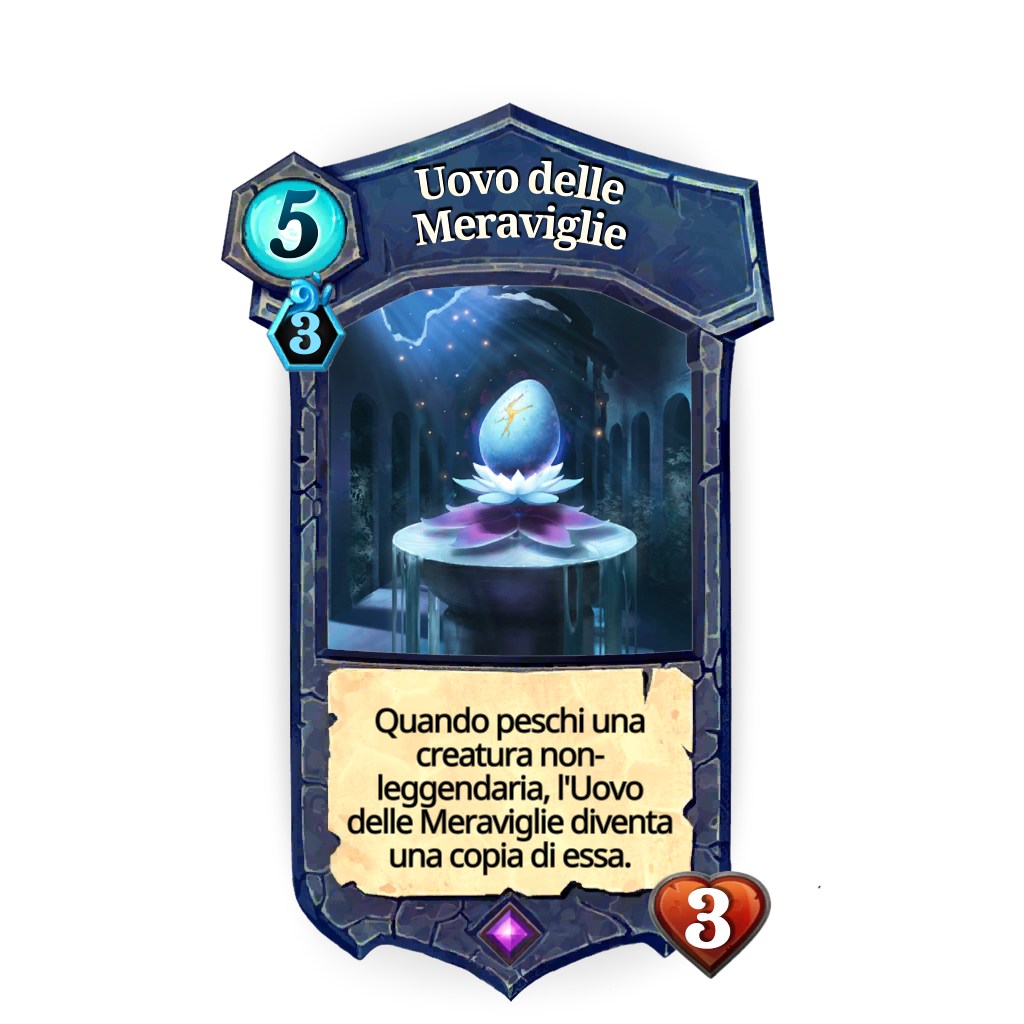 5
Uovo delle
Meraviglie
3
Quando peschi una
creatura non-
leggendaria, l'Uovo
delle Meraviglie diventa
una copia di essa.
3